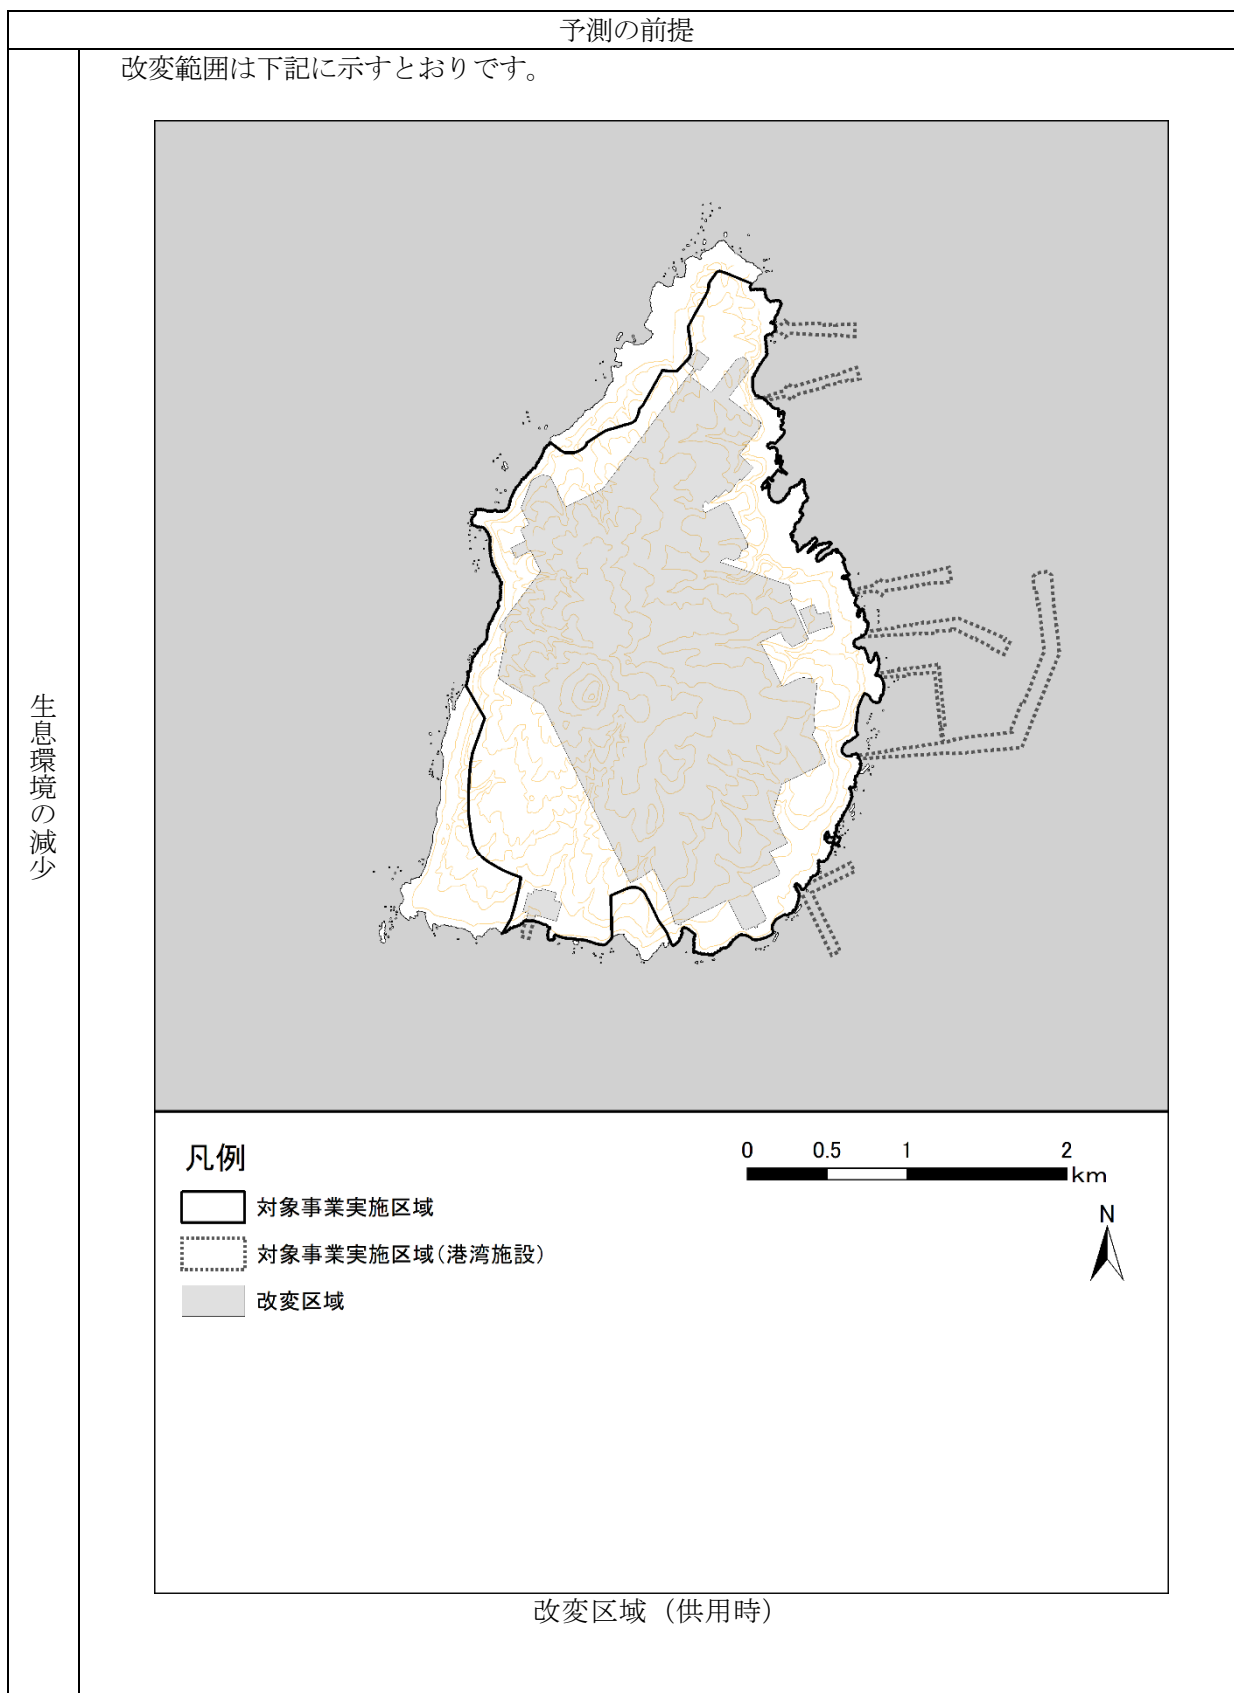 予測の前提
生息環境の減少
改変範囲は下記に示すとおりです。
凡例
対象事業実施区域
対象事業実施区域(港湾施設)
改変区域
0 0.5 1 2
km
N
改変区域（供用時）